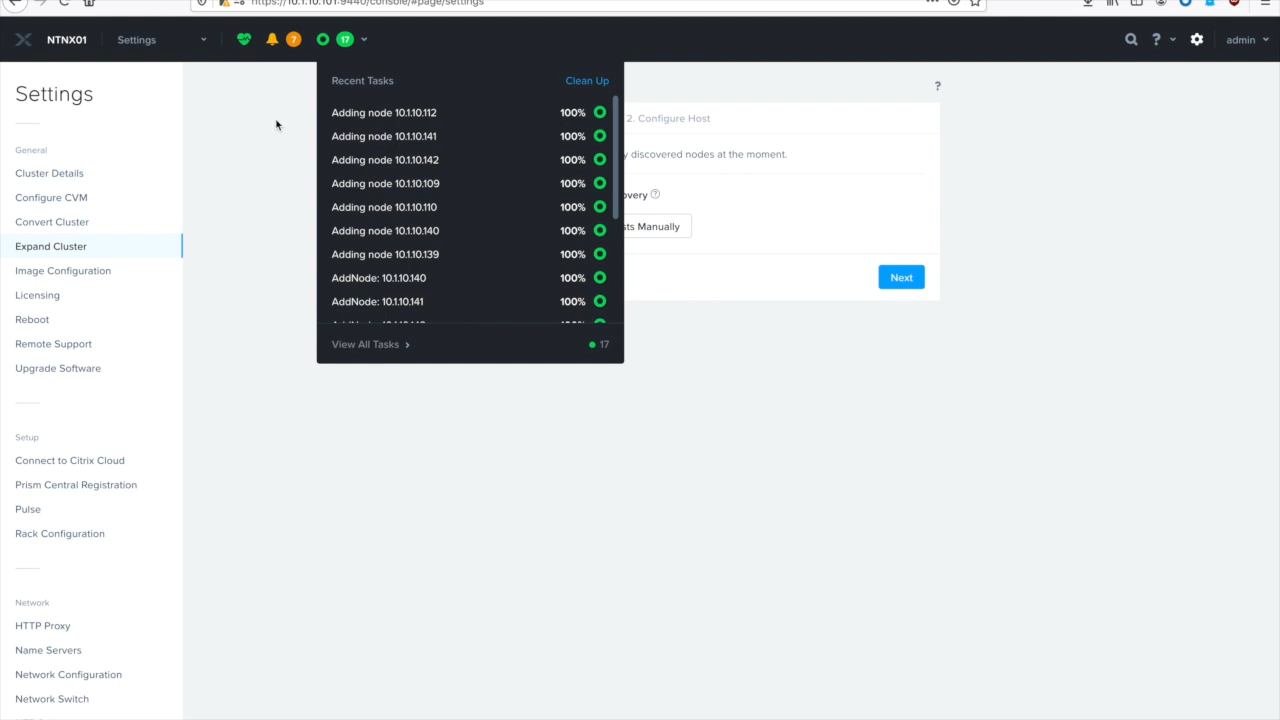 https://10.1.10.101:9440/console/#page/settings
NTNX01
Settings
7
17
?
admin
Settings
General
Cluster Details
Configure CVM
Convert Cluster
Expand Cluster
Image Configuration
Licensing
Reboot
Remote Support
Upgrade Software
Setup
Connect to Citrix Cloud
Prism Central Registration
Pulse
Rack Configuration
Network
HTTP Proxy
Name Servers
Network Configuration
Network Switch
Recent Tasks
Clean Up
Adding node 10.1.10.112 100%
Adding node 10.1.10.141 100%
Adding node 10.1.10.142 100%
Adding node 10.1.10.109 100%
Adding node 10.1.10.110 100%
Adding node 10.1.10.140 100%
Adding node 10.1.10.139 100%
AddNode: 10.1.10.140 100%
AddNode: 10.1.10.141 100%
View All Tasks
17
?
2. Configure Host
y discovered nodes at the moment.
overy ?
sts Manually
Next